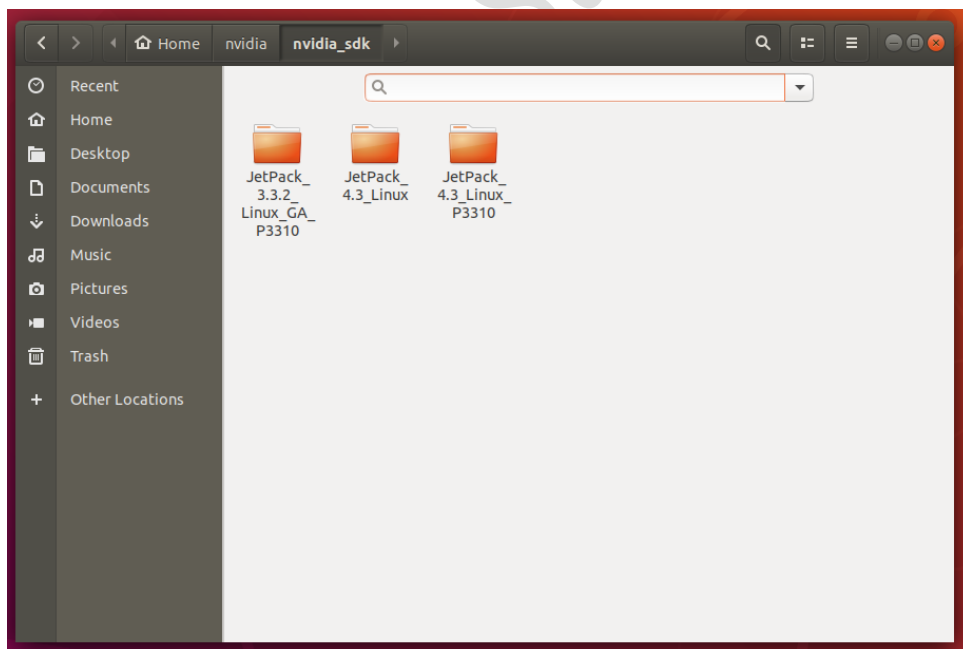 Home nvidia nvidia_sdk
Recent
Home
Desktop
Documents
Downloads
Music
Pictures
Videos
Trash
Other Locations
JetPack_
3.3.2_
Linux_GA_
P3310
JetPack_
4.3_Linux
JetPack_
4.3_Linux_
P3310